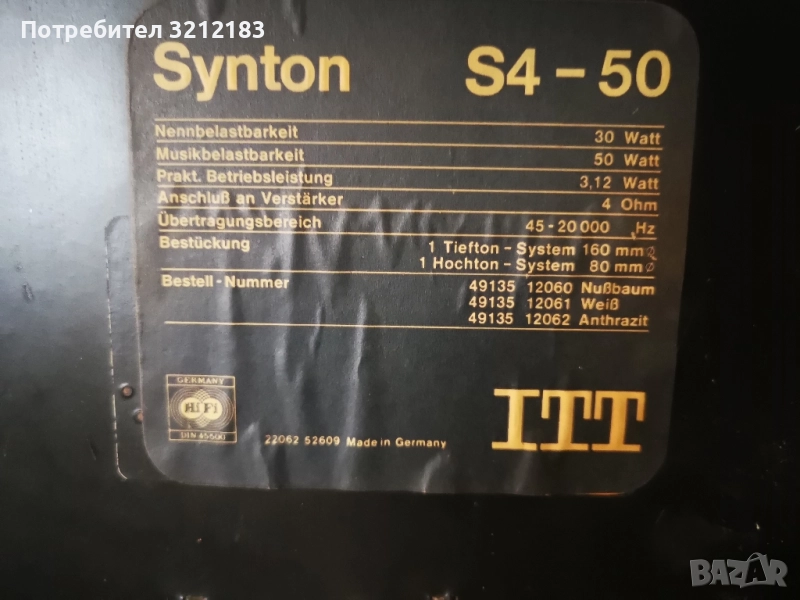 Потребител 3212183
Synton S4-50
Nennbelastbarkeit 30 Watt
Musikbelastbarkeit 50 Watt
Prakt. Betriebsleistung 3,12 Watt
Anschluß an Verstärker 4 Ohm
Übertragungsbereich 45-20000 Hz
Bestückung 1 Tiefton-System 160 mm Ø
1 Hochton-System 80 mm Ø
Bestell-Nummer 49135 12060 Nußbaum
49135 12061 Weiß
49135 12062 Anthrazit
GERMANY
HiFi
DIN 45500
22062 52609 Made in Germany
ITT
BAZAR